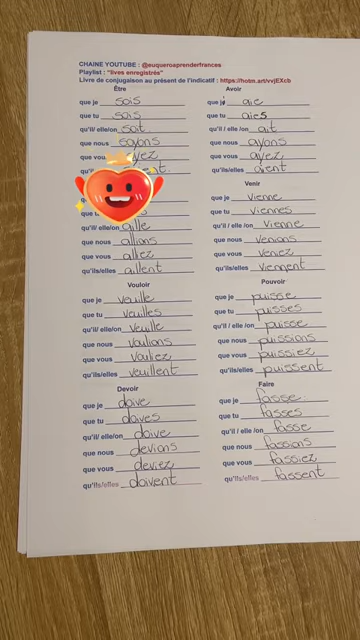 CHAINE YOUTUBE : @euqueroaprenderfrances
Playlist : "lives enregistrés"
Livre de conjugaison au présent de l'indicatif : https://hotm.art/vvjEXcb
Être
que je sois
que tu sois
qu'il/ elle/on soit
que nous soyons
que vou yez
qu'il t.
que t
qu'il/ elle/on aille
que nous allions
que vous alliez
qu'ils/elles aillent
Vouloir
que je veuille
que tu veuilles
qu'il/ elle/on veuille
que nous voulions
que vous vouliez
qu'ils/elles veuillent
Devoir
que je doive
que tu doives
qu'il/ elle/on doive
que nous devions
que vous deviez
qu'ils/elles doivent
Avoir
que j' aie
que tu aies
qu'il / elle /on ait
que nous ayons
que vous ayez
qu'ils/elles aient
Venir
que je vienne
que tu viennes
qu'il / elle /on vienne
que nous venions
que vous veniez
qu'ils/elles viennent
Pouvoir
que je puisse
que tu puisses
qu'il / elle /on puisse
que nous puissions
que vous puissiez
qu'ils/elles puissent
Faire
que je fasse
que tu fasses
qu'il / elle /on fasse
que nous fassions
que vous fassiez
qu'ils/elles fassent